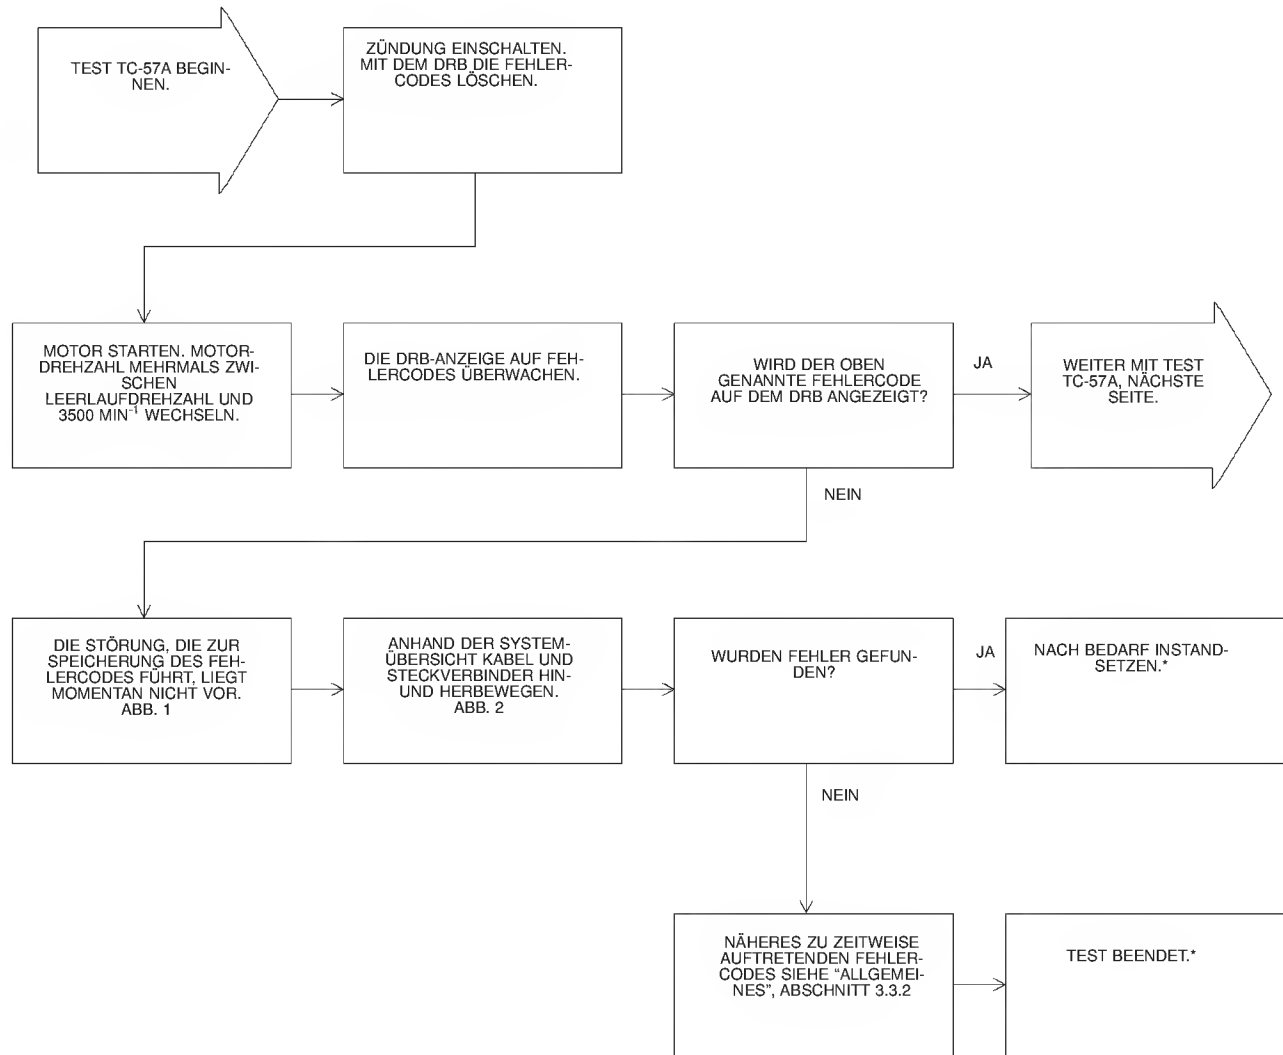 TEST TC-57A BEGIN-
NEN.
ZÜNDUNG EINSCHALTEN.
MIT DEM DRB DIE FEHLER-
CODES LÖSCHEN.
MOTOR STARTEN. MOTOR-
DREHZAHL MEHRMALS ZWI-
SCHEN
LEERLAUFDREHZAHL UND
3500 MIN⁻¹ WECHSELN.
DIE DRB-ANZEIGE AUF FEH-
LERCODES ÜBERWACHEN.
WIRD DER OBEN
GENANNTE FEHLERCODE
AUF DEM DRB ANGEZEIGT?
JA
WEITER MIT TEST
TC-57A, NÄCHSTE
SEITE.
NEIN
DIE STÖRUNG, DIE ZUR
SPEICHERUNG DES FEH-
LERCODES FÜHRT, LIEGT
MOMENTAN NICHT VOR.
ABB. 1
ANHAND DER SYSTEM-
ÜBERSICHT KABEL UND
STECKVERBINDER HIN-
UND HERBEWEGEN.
ABB. 2
WURDEN FEHLER GEFUN-
DEN?
JA
NACH BEDARF INSTAND-
SETZEN.*
NEIN
NÄHERES ZU ZEITWEISE
AUFTRETENDEN FEHLER-
CODES SIEHE “ALLGEMEI-
NES”, ABSCHNITT 3.3.2
TEST BEENDET.*